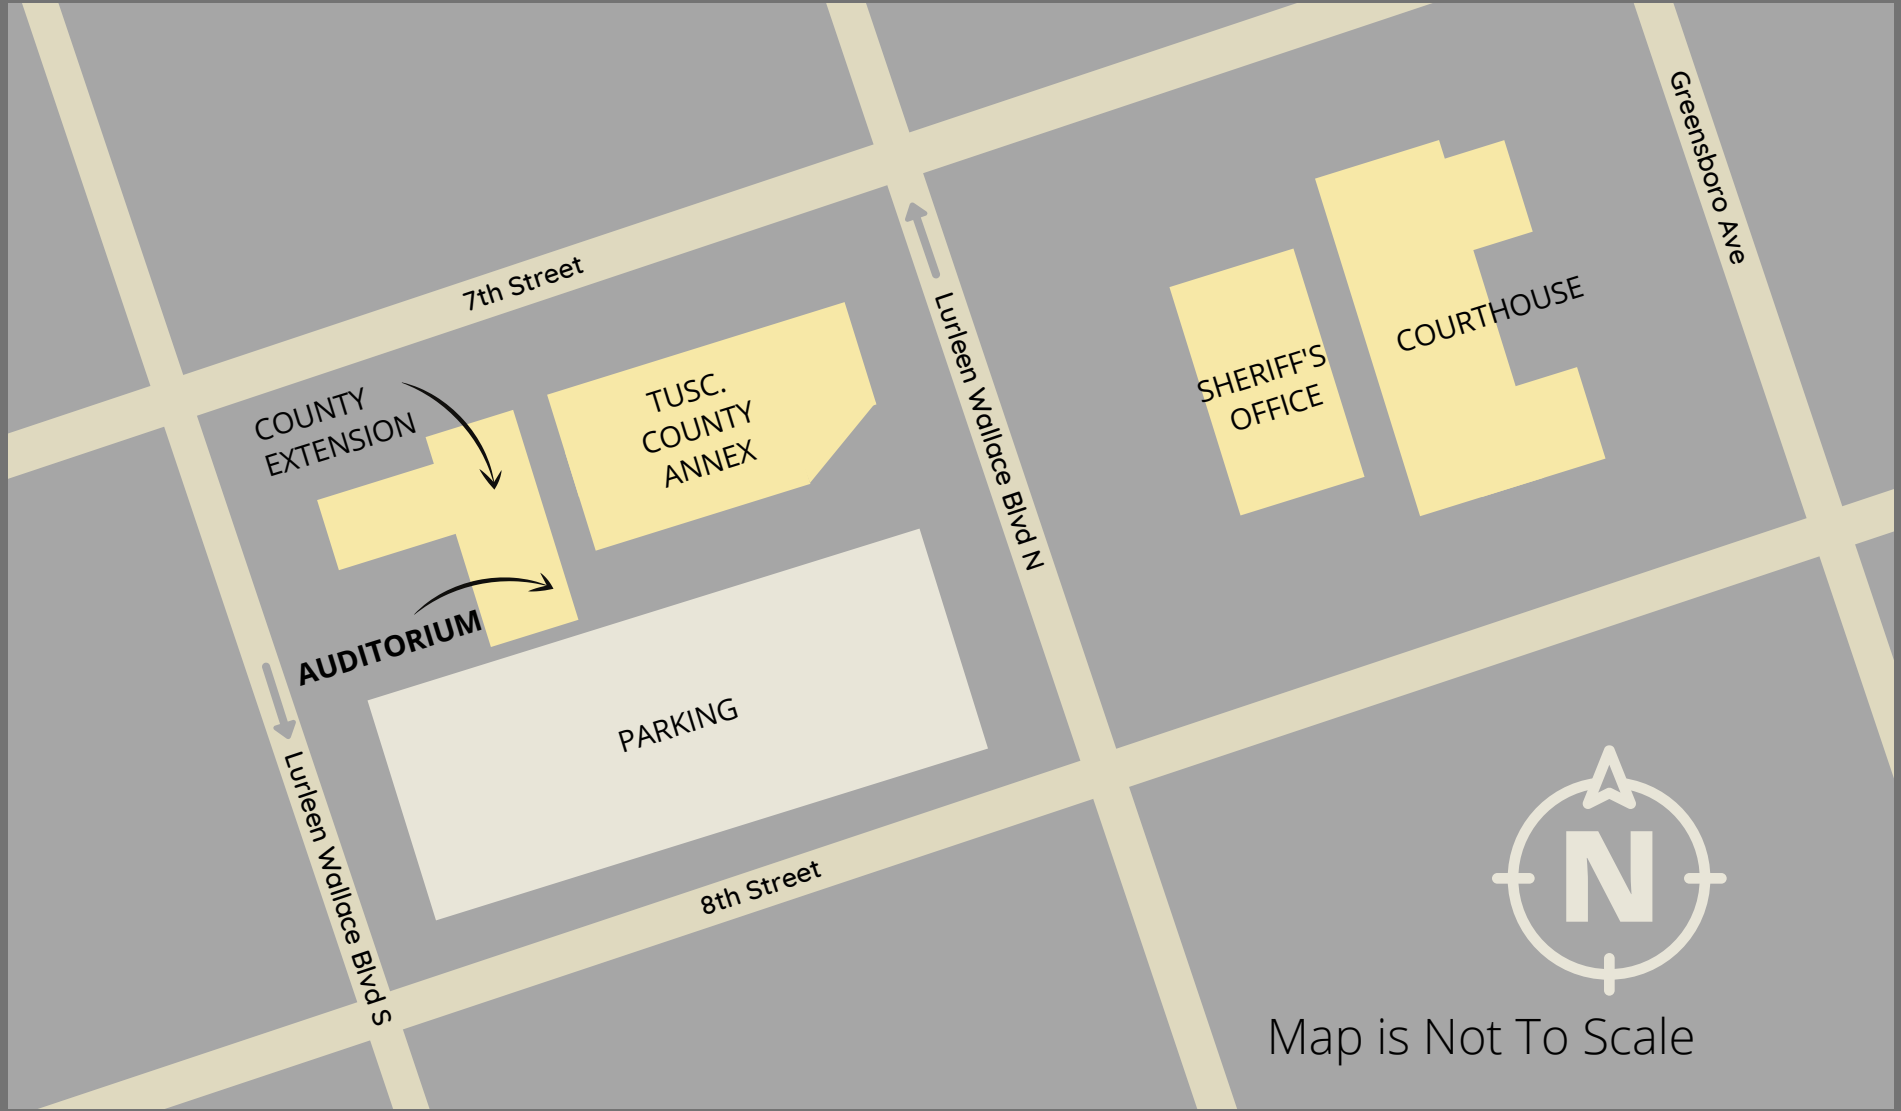 Greensboro Ave
7th Street
Lurleen Wallace Blvd N
COURTHOUSE
SHERIFF'S
OFFICE
TUSC.
COUNTY
ANNEX
COUNTY
EXTENSION
AUDITORIUM
PARKING
Lurleen Wallace Blvd S
8th Street
N
Map is Not To Scale